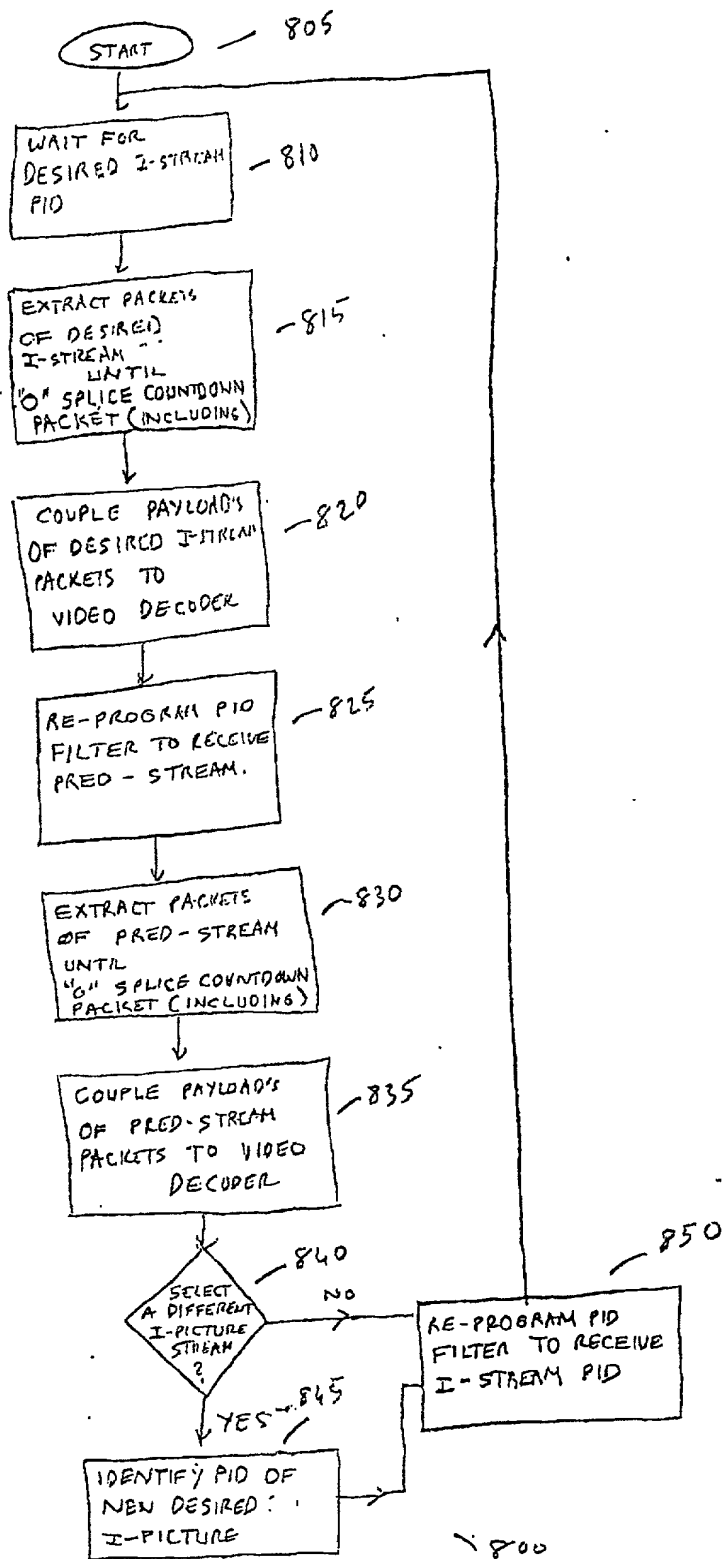 START
805
WAIT FOR
DESIRED I-STREAM
PID
810
EXTRACT PACKETS
OF DESIRED
I-STREAM
UNTIL
"0" SPLICE COUNTDOWN
PACKET (INCLUDING)
815
COUPLE PAYLOAD'S
OF DESIRED I-STREAM
PACKETS TO
VIDEO DECODER
820
RE-PROGRAM PID
FILTER TO RECEIVE
PRED-STREAM.
825
EXTRACT PACKETS
OF PRED-STREAM
UNTIL
"0" SPLICE COUNTDOWN
PACKET (INCLUDING)
830
COUPLE PAYLOAD'S
OF PRED-STREAM
PACKETS TO VIDEO
DECODER
835
SELECT
A DIFFERENT
I-PICTURE
STREAM
?
840
NO
YES
RE-PROGRAM PID
FILTER TO RECEIVE
I-STREAM PID
850
IDENTIFY PID OF
NEW DESIRED
I-PICTURE
845
800